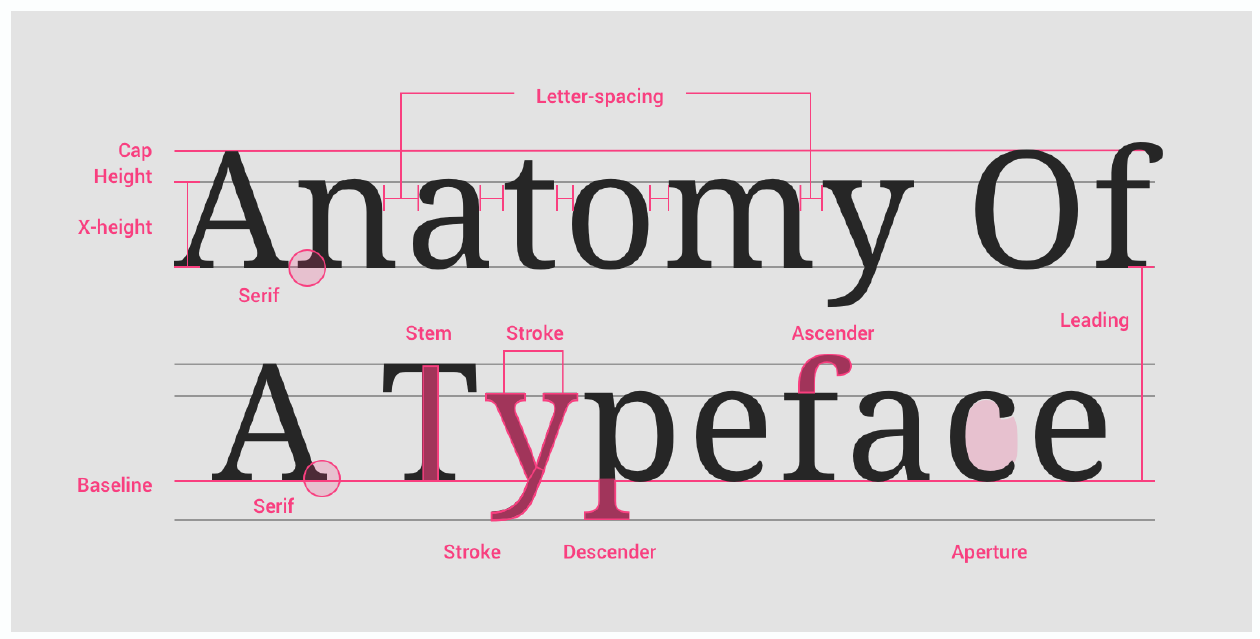 Letter-spacing
Cap
Height
X-height
Anatomy Of
Serif
Leading
Stem
Stroke
Ascender
A Typeface
Baseline
Serif
Stroke
Descender
Aperture